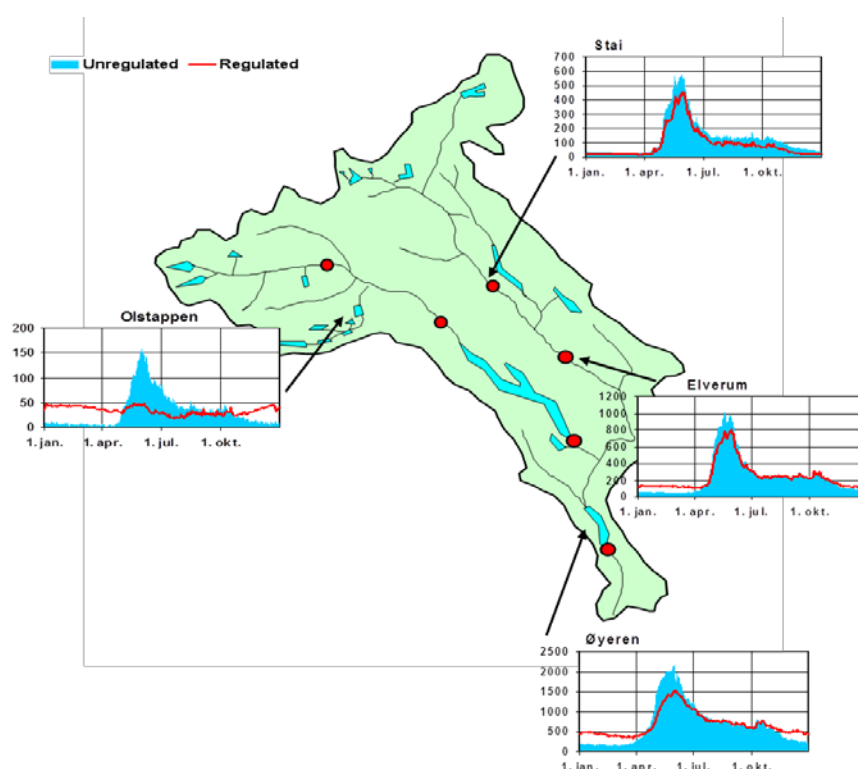 Unregulated Regulated
Stai
700
600
500
400
300
200
100
0
1. jan. 1. apr. 1. jul. 1. okt.
Olstappen
200
150
100
50
0
1. jan. 1. apr. 1. jul. 1. okt.
Elverum
1200
1000
800
600
400
200
0
1. jan. 1. apr. 1. jul. 1. okt.
Øyeren
2500
2000
1500
1000
500
0
1. jan. 1. apr. 1. jul. 1. okt.